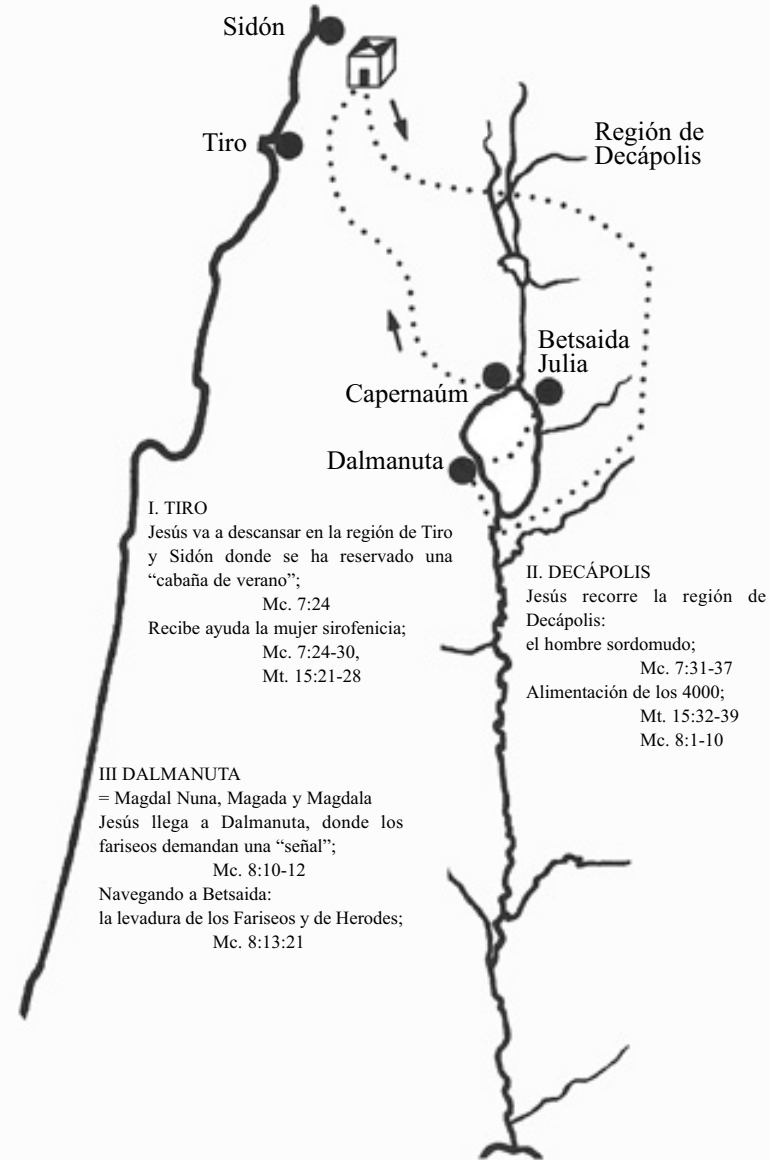 Sidón
Tiro
Región de
Decápolis
Betsaida
Julia
Capernaúm
Dalmanuta
I. TIRO
Jesús va a descansar en la región de Tiro
y Sidón donde se ha reservado una
“cabaña de verano”;
Mc. 7:24
Recibe ayuda la mujer sirofenicia;
Mc. 7:24-30,
Mt. 15:21-28
II. DECÁPOLIS
Jesús recorre la región de
Decápolis:
el hombre sordomudo;
Mc. 7:31-37
Alimentación de los 4000;
Mt. 15:32-39
Mc. 8:1-10
III DALMANUTA
= Magdal Nuna, Magada y Magdala
Jesús llega a Dalmanuta, donde los
fariseos demandan una “señal”;
Mc. 8:10-12
Navegando a Betsaida:
la levadura de los Fariseos y de Herodes;
Mc. 8:13:21